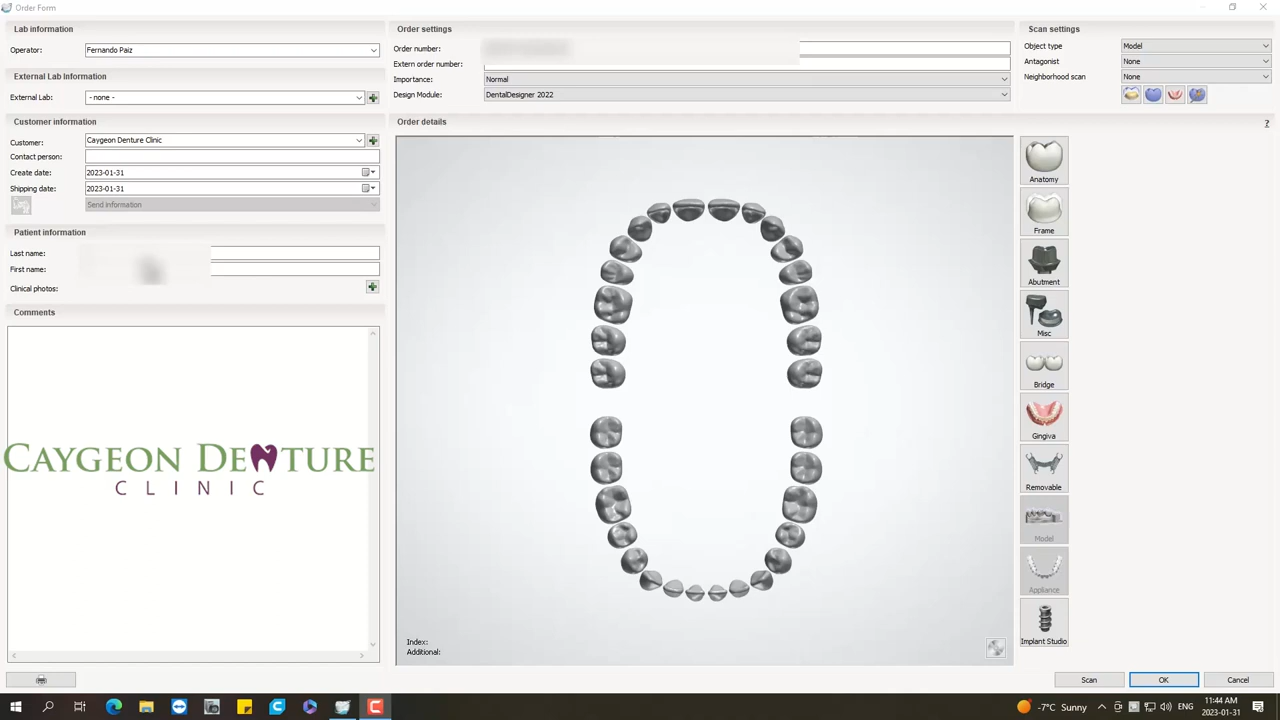 Order Form
Lab information
Operator:
Fernando Paiz
External Lab Information
External Lab:
- none -
Customer information
Customer:
Caygeon Denture Clinic
Contact person:
Create date:
2023-01-31
Shipping date:
2023-01-31
Send information
Patient information
Last name:
First name:
Clinical photos:
Comments
CAYGEON DENTURE
CLINIC
Order settings
Order number:
Extern order number:
Importance:
Normal
Design Module:
DentalDesigner 2022
Order details
?
Index:
Additional:
Scan settings
Object type
Model
Antagonist
None
Neighborhood scan
None
Anatomy
Frame
Abutment
Misc
Bridge
Gingiva
Removable
Model
Appliance
Implant Studio
Scan
OK
Cancel
-7°C Sunny
ENG
11:44 AM
2023-01-31